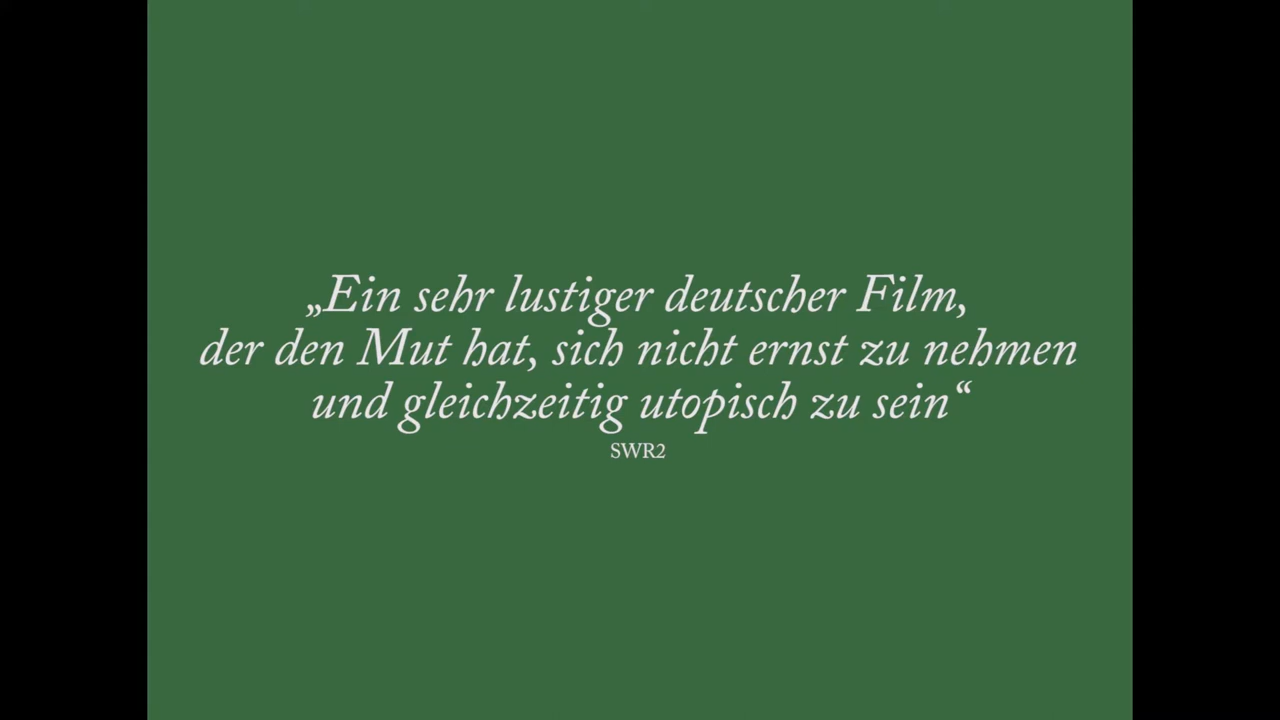 „Ein sehr lustiger deutscher Film,
der den Mut hat, sich nicht ernst zu nehmen
und gleichzeitig utopisch zu sein“
SWR2